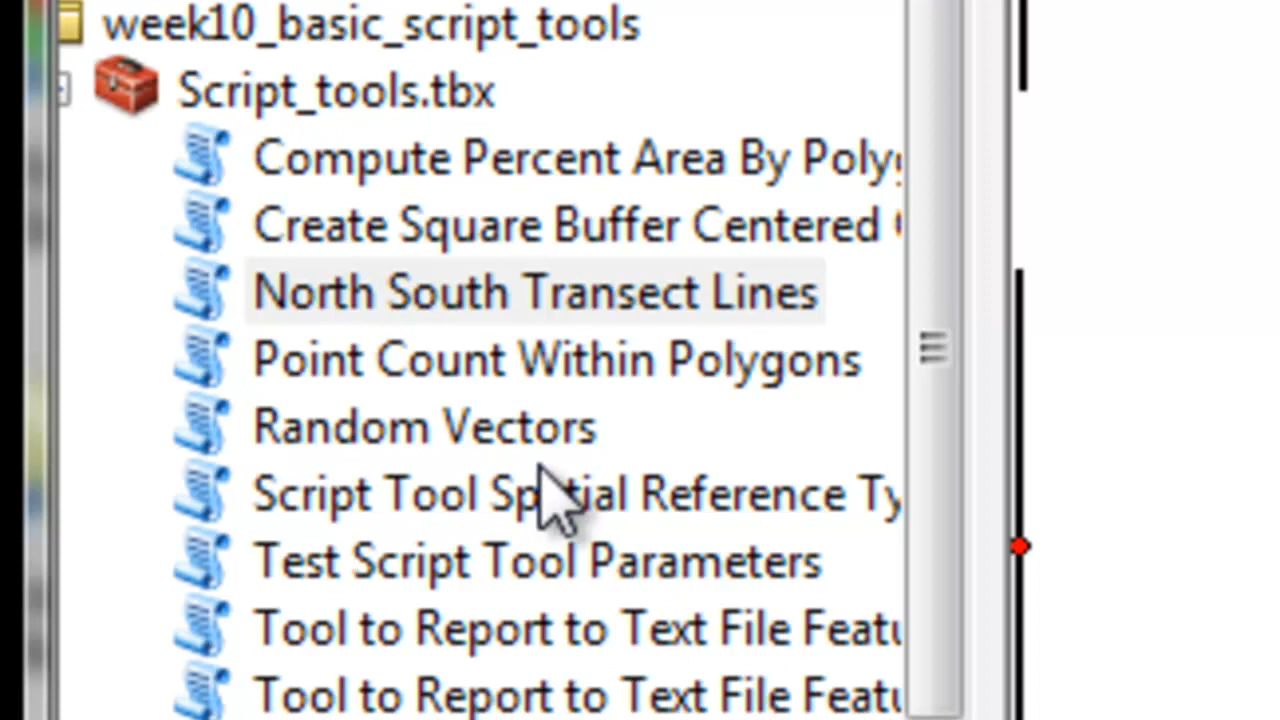 week10_basic_script_tools
Script_tools.tbx
Compute Percent Area By Poly
Create Square Buffer Centered
North South Transect Lines
Point Count Within Polygons
Random Vectors
Script Tool Spatial Reference Ty
Test Script Tool Parameters
Tool to Report to Text File Featu
Tool to Report to Text File Featu